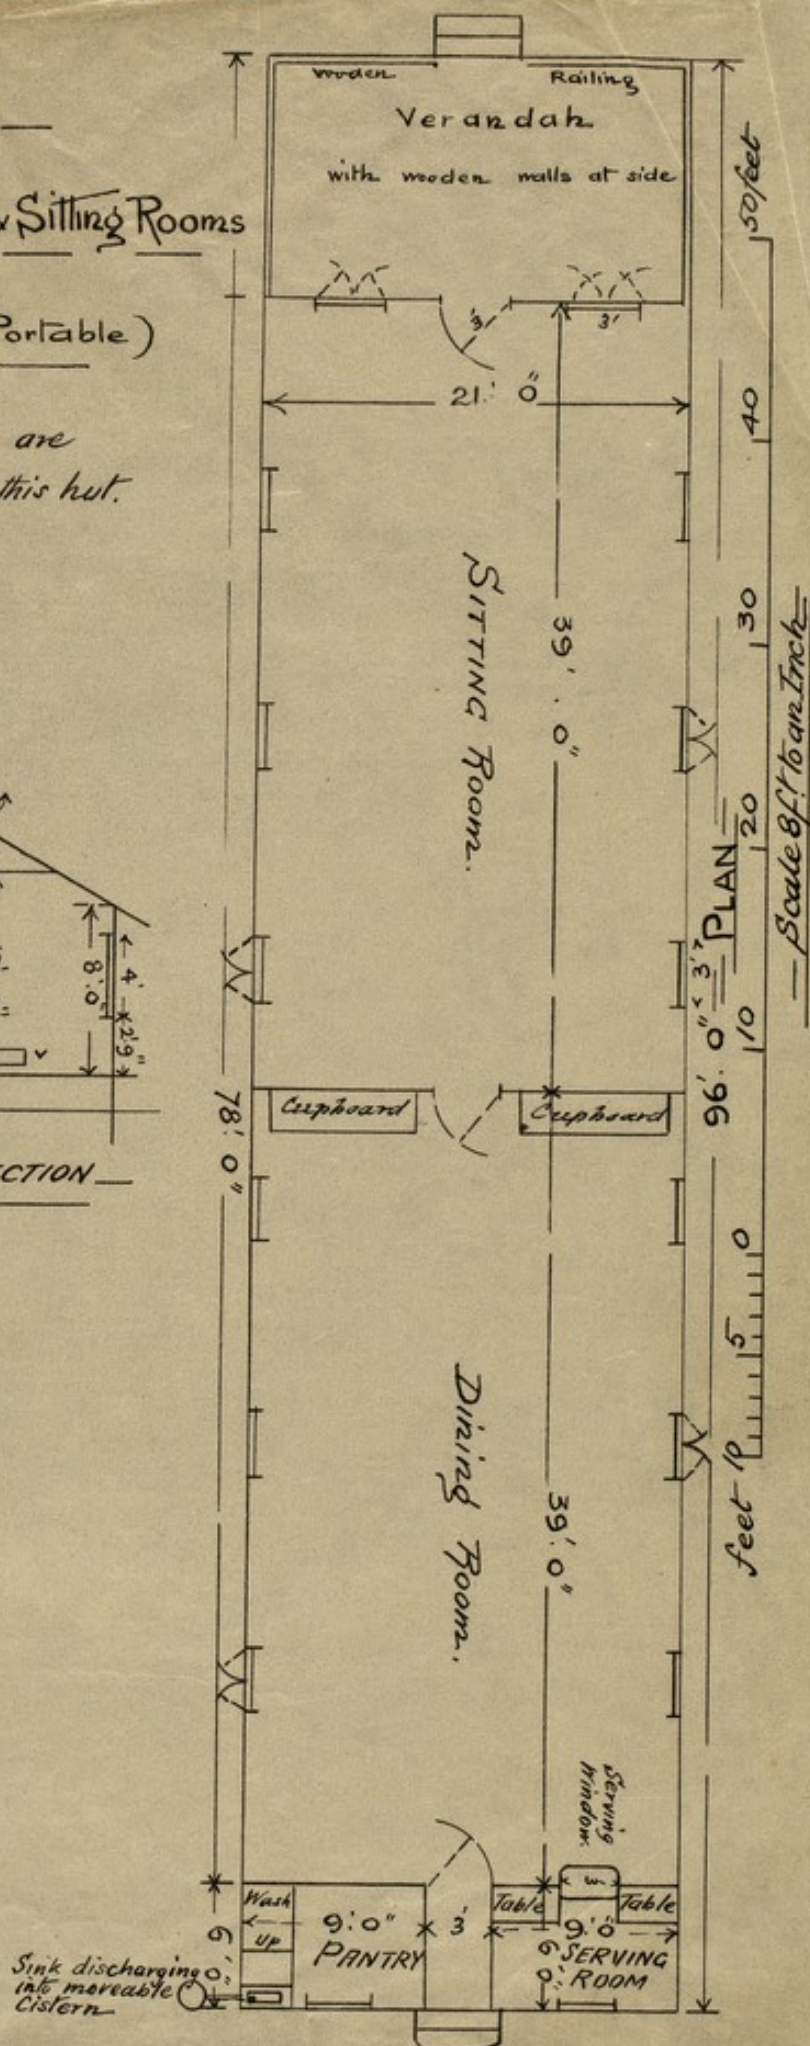 Sitting Rooms
Portable)
are
this hut.
wooden
Railing
Verandah
with wooden walls at side
3'
3'
21'. 0"
39'. 0"
SITTING ROOM.
50 feet
40
30
20
10
0
5
10
feet
Scale 8ft. to an Inch
PLAN
96'. 0"
3'
8'. 0"
4'
2'9"
CTION
78'. 0"
Cupboard
Cupboard
Dining Room.
39'. 0"
Serving
Window.
Wash
up
9'. 0"
PANTRY
3'
Table
3
Table
9'. 0
SERVING
ROOM
6'. 0"
6'. 0"
Sink discharging
into moveable
Cistern